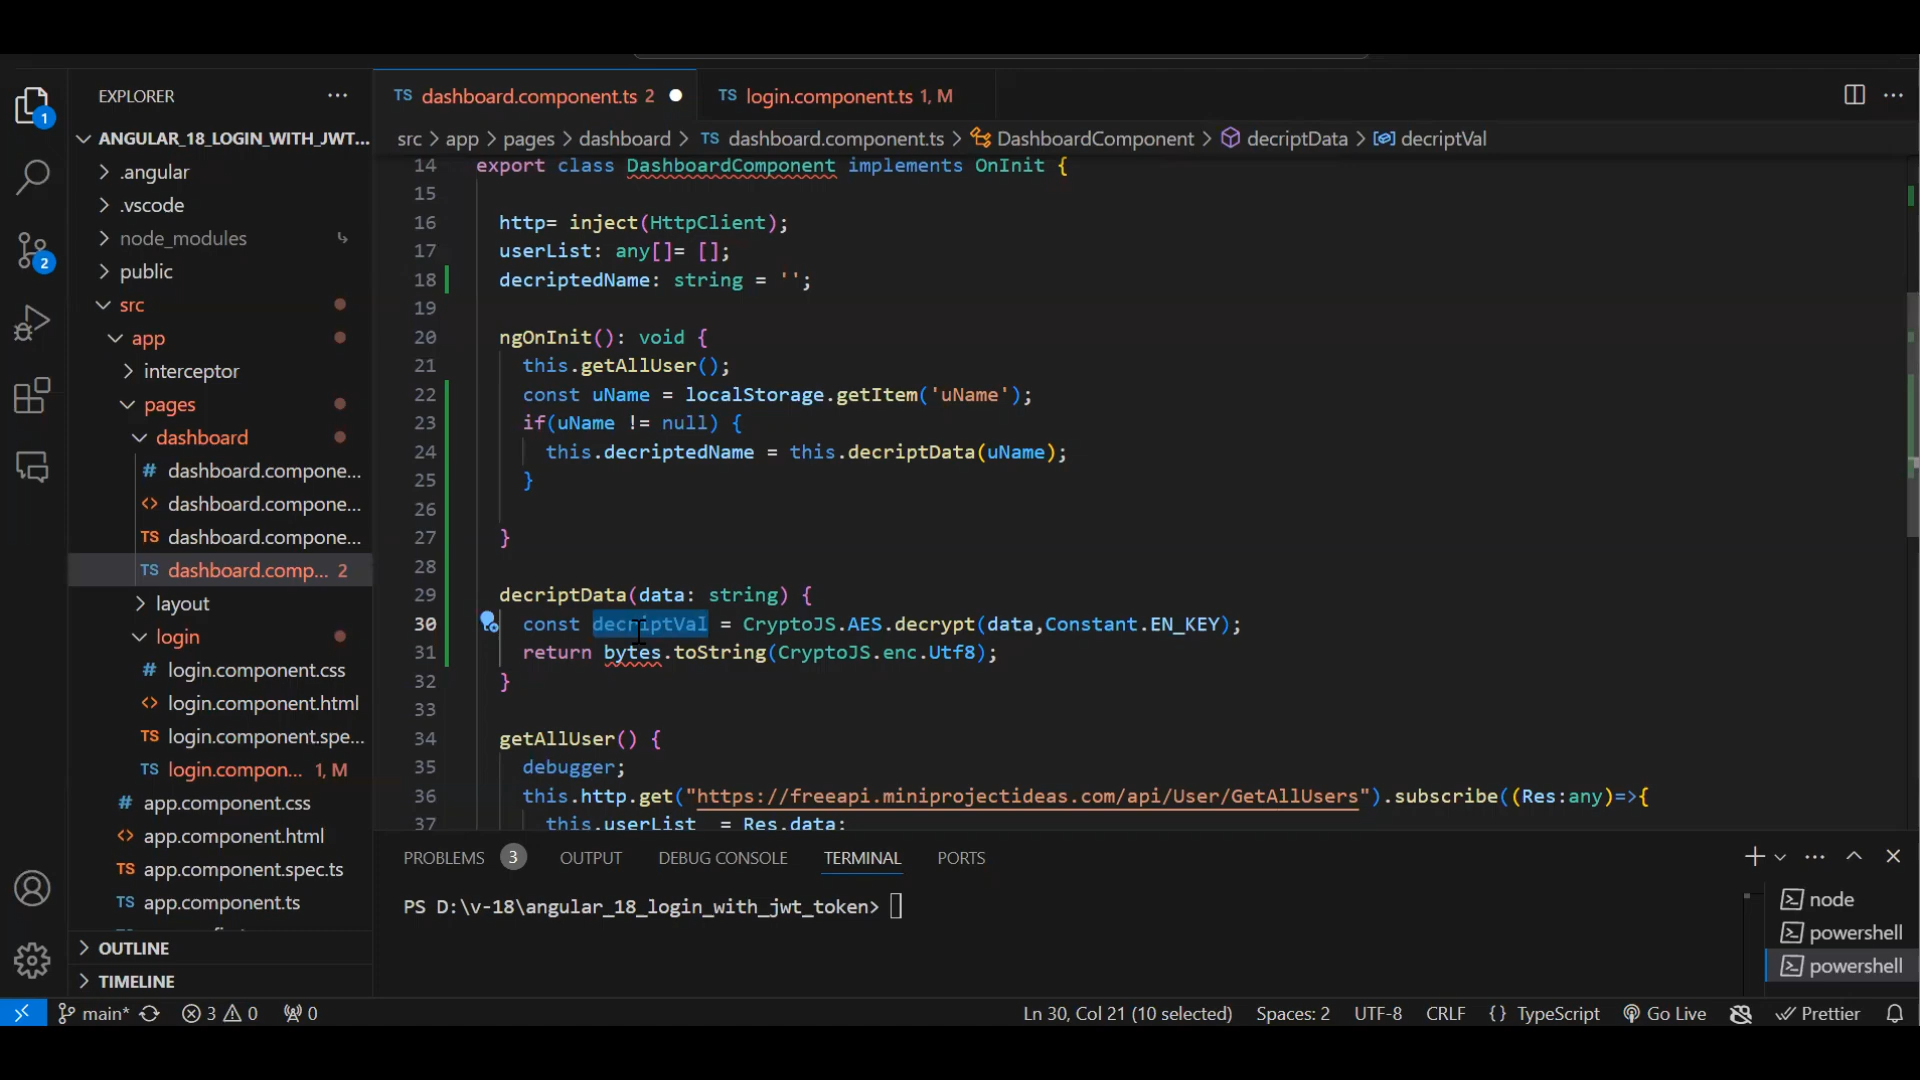 EXPLORER
TS dashboard.component.ts 2
TS login.component.ts 1, M
ANGULAR_18_LOGIN_WITH_JWT...
src > app > pages > dashboard > TS dashboard.component.ts > DashboardComponent > decriptData > decriptVal
.angular
.vscode
node_modules
public
src
app
interceptor
pages
dashboard
# dashboard.compone...
<> dashboard.compone...
TS dashboard.compone...
TS dashboard.comp... 2
layout
login
# login.component.css
<> login.component.html
TS login.component.spe...
TS login.compon... 1, M
# app.component.css
<> app.component.html
TS app.component.spec.ts
TS app.component.ts
OUTLINE
TIMELINE
1
2
14 export class DashboardComponent implements OnInit {
15
16 http= inject(HttpClient);
17 userList: any[]= [];
18 decriptedName: string = '';
19
20 ngOnInit(): void {
21 this.getAllUser();
22 const uName = localStorage.getItem('uName');
23 if(uName != null) {
24 this.decriptedName = this.decriptData(uName);
25 }
26
27 }
28
29 decriptData(data: string) {
30 const decriptVal = CryptoJS.AES.decrypt(data,Constant.EN_KEY);
31 return bytes.toString(CryptoJS.enc.Utf8);
32 }
33
34 getAllUser() {
35 debugger;
36 this.http.get("https://freeapi.miniprojectideas.com/api/User/GetAllUsers").subscribe((Res:any)=>{
37 this.userList = Res.data;
PROBLEMS 3 OUTPUT DEBUG CONSOLE TERMINAL PORTS
PS D:\v-18\angular_18_login_with_jwt_token>
node
powershell
powershell
main* 3 0 0 Ln 30, Col 21 (10 selected) Spaces: 2 UTF-8 CRLF {} TypeScript Go Live Prettier